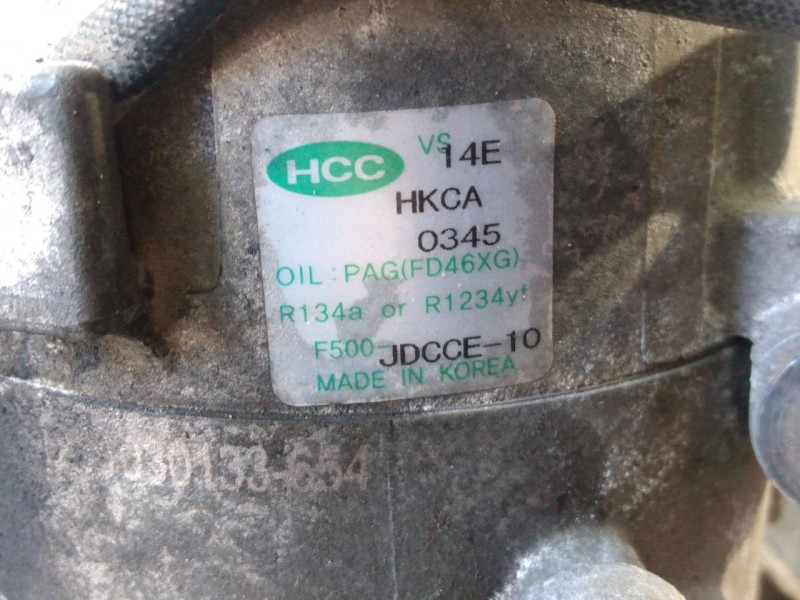 HCC VS14E
HKCA
0345
OIL : PAG(FD46XG)
R134a or R1234yf
F500-JDCCE-10
MADE IN KOREA